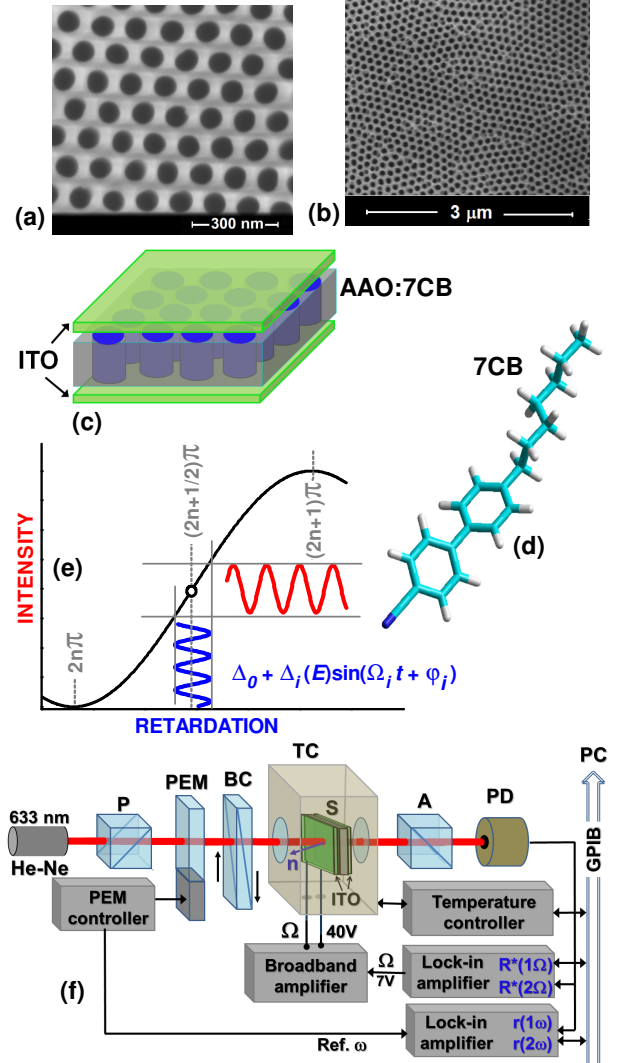 (a)
300 nm
(b)
3 μm
AAO:7CB
ITO
(c)
7CB
(d)
INTENSITY
(e)
2nπ
(2n+1/2)π
(2n+1)π
Δ₀ + Δᵢ(E)sin(Ωᵢ t + φᵢ)
RETARDATION
TC
PC
PEM
BC
P
S
A
PD
633 nm
He-Ne
n
ITO
GPIB
PEM
controller
Ω
40V
Temperature
controller
Broadband
amplifier
Ω
7V
Lock-in
amplifier
R*(1Ω)
R*(2Ω)
(f)
Ref. ω
Lock-in
amplifier
r(1ω)
r(2ω)